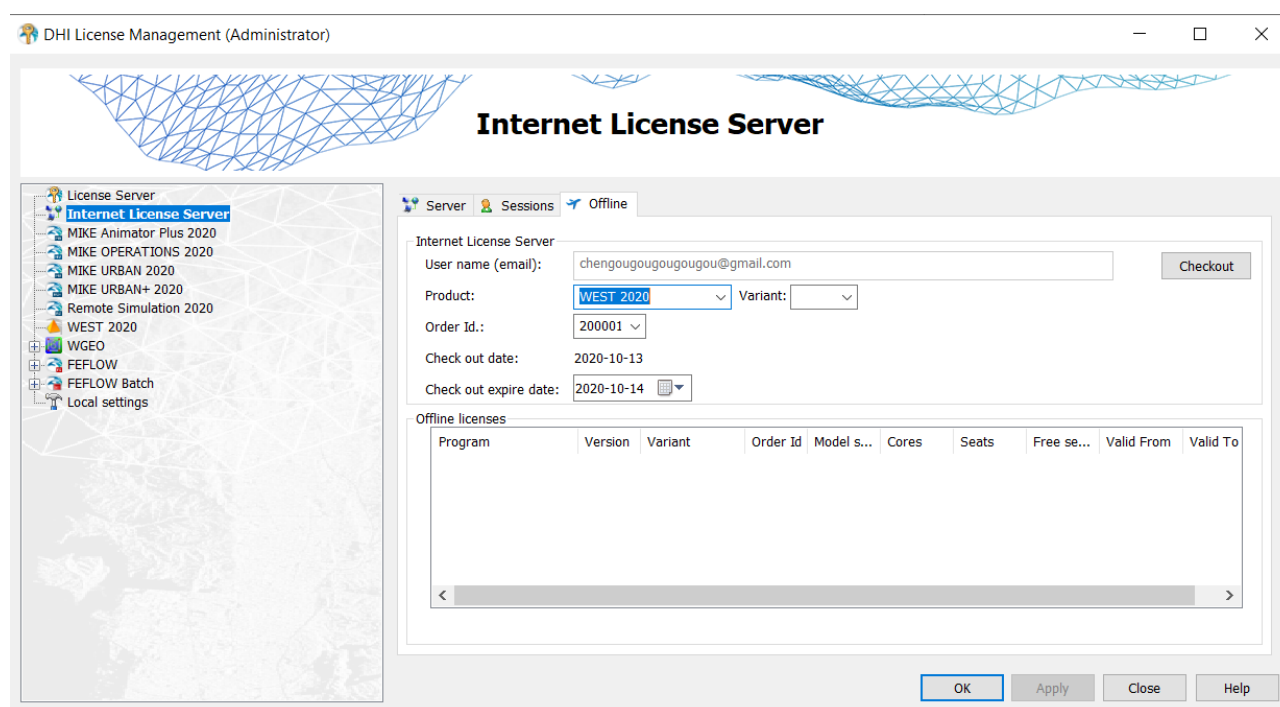 DHI License Management (Administrator)
Internet License Server
License Server
Internet License Server
MIKE Animator Plus 2020
MIKE OPERATIONS 2020
MIKE URBAN 2020
MIKE URBAN+ 2020
Remote Simulation 2020
WEST 2020
WGEO
FEFLOW
FEFLOW Batch
Local settings
Server Sessions Offline
Internet License Server
User name (email): chengougougougougou@gmail.com Checkout
Product: WEST 2020 Variant:
Order Id.: 200001
Check out date: 2020-10-13
Check out expire date: 2020-10-14
Offline licenses
Program Version Variant Order Id Model s... Cores Seats Free se... Valid From Valid To
OK Apply Close Help